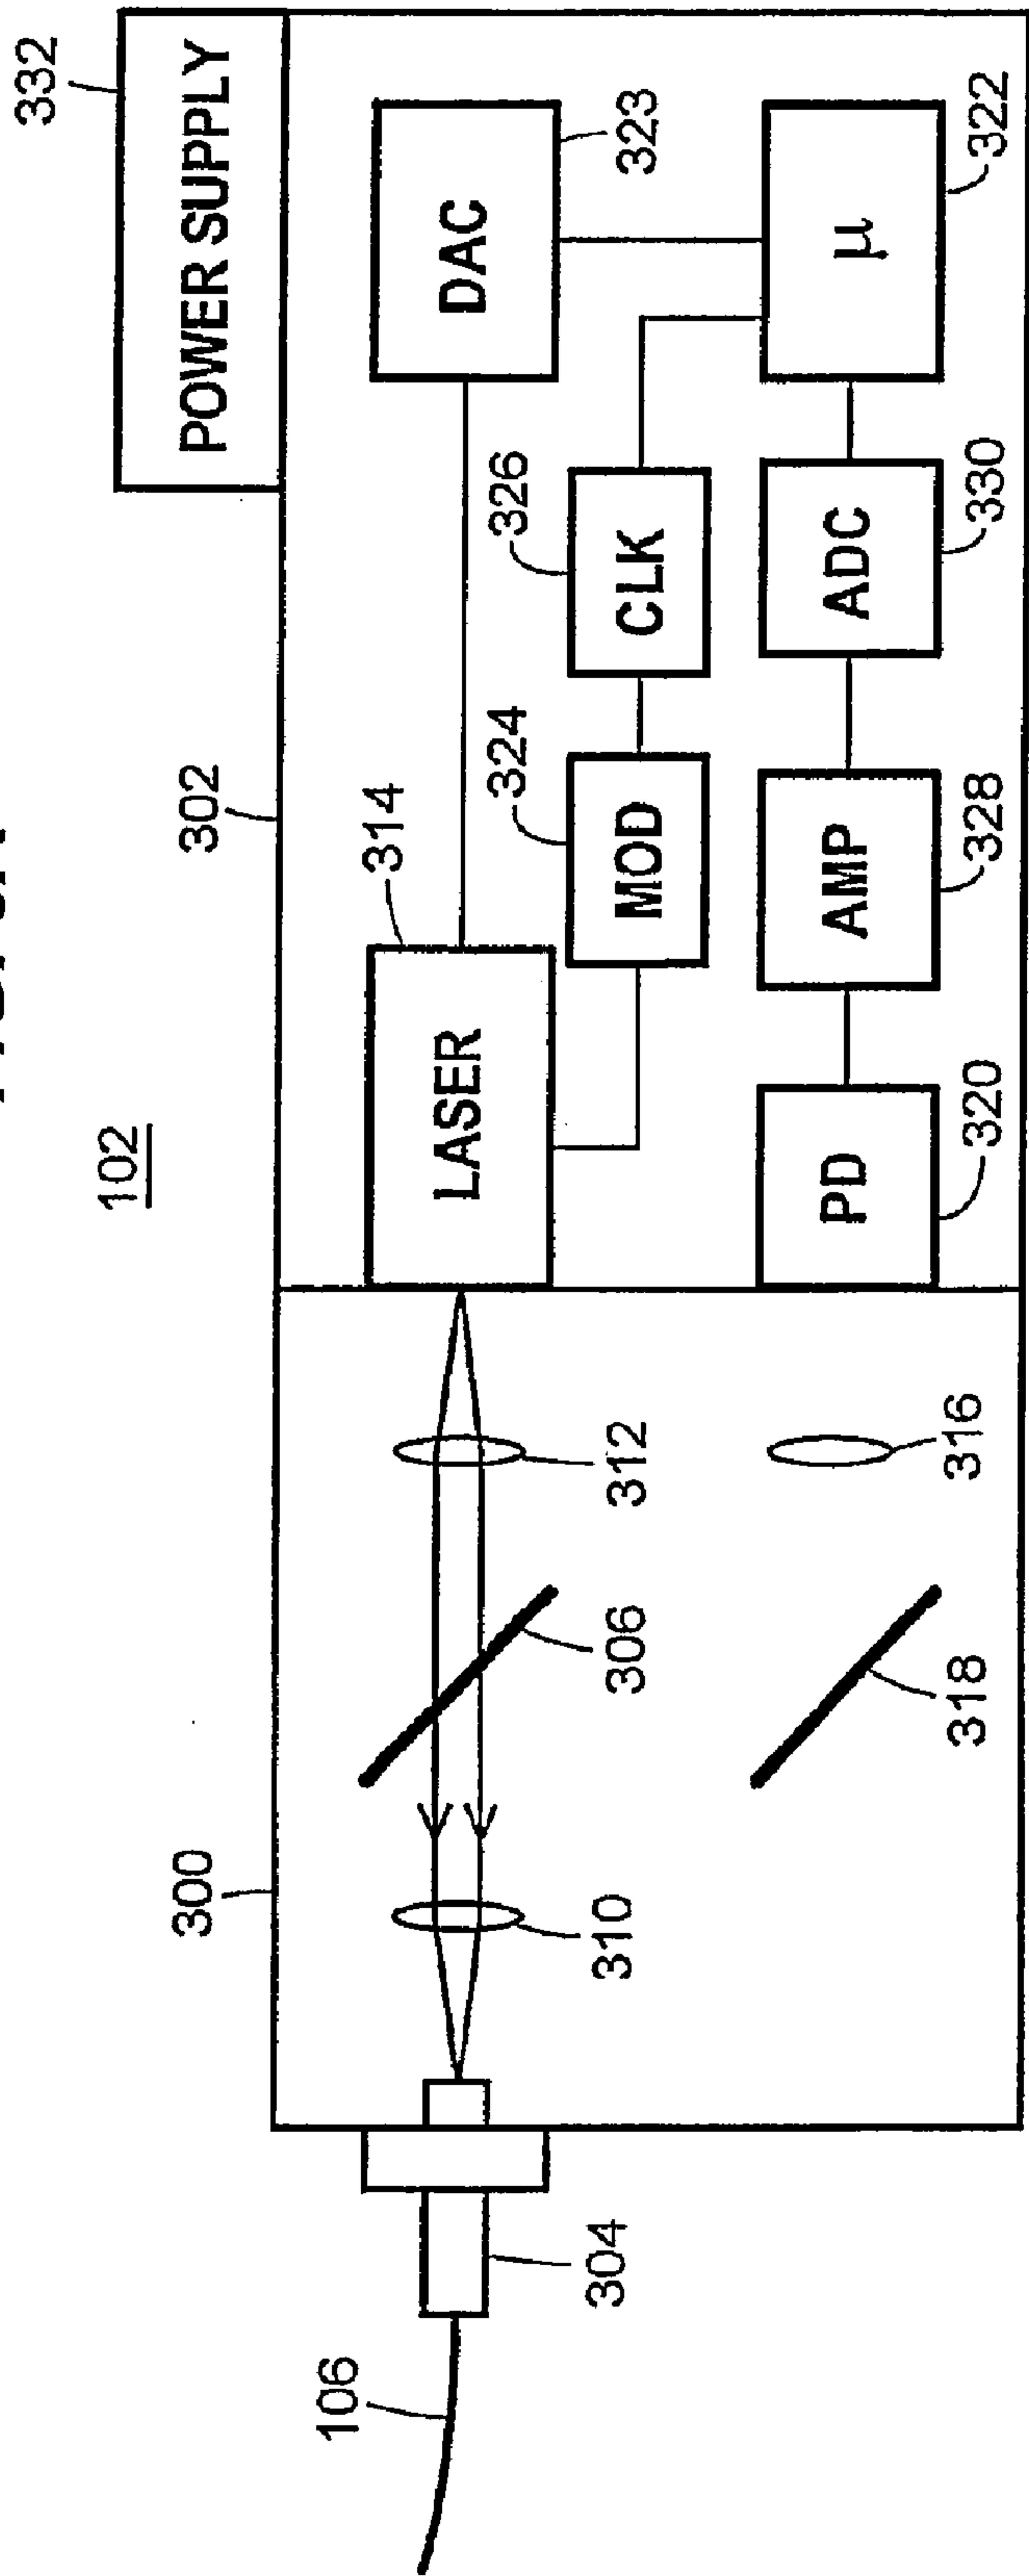 102
332
POWER SUPPLY
300
302
314
LASER
DAC
323
324
326
MOD
CLK
106
304
310
306
312
318
316
PD
320
AMP
328
ADC
330
μ
322